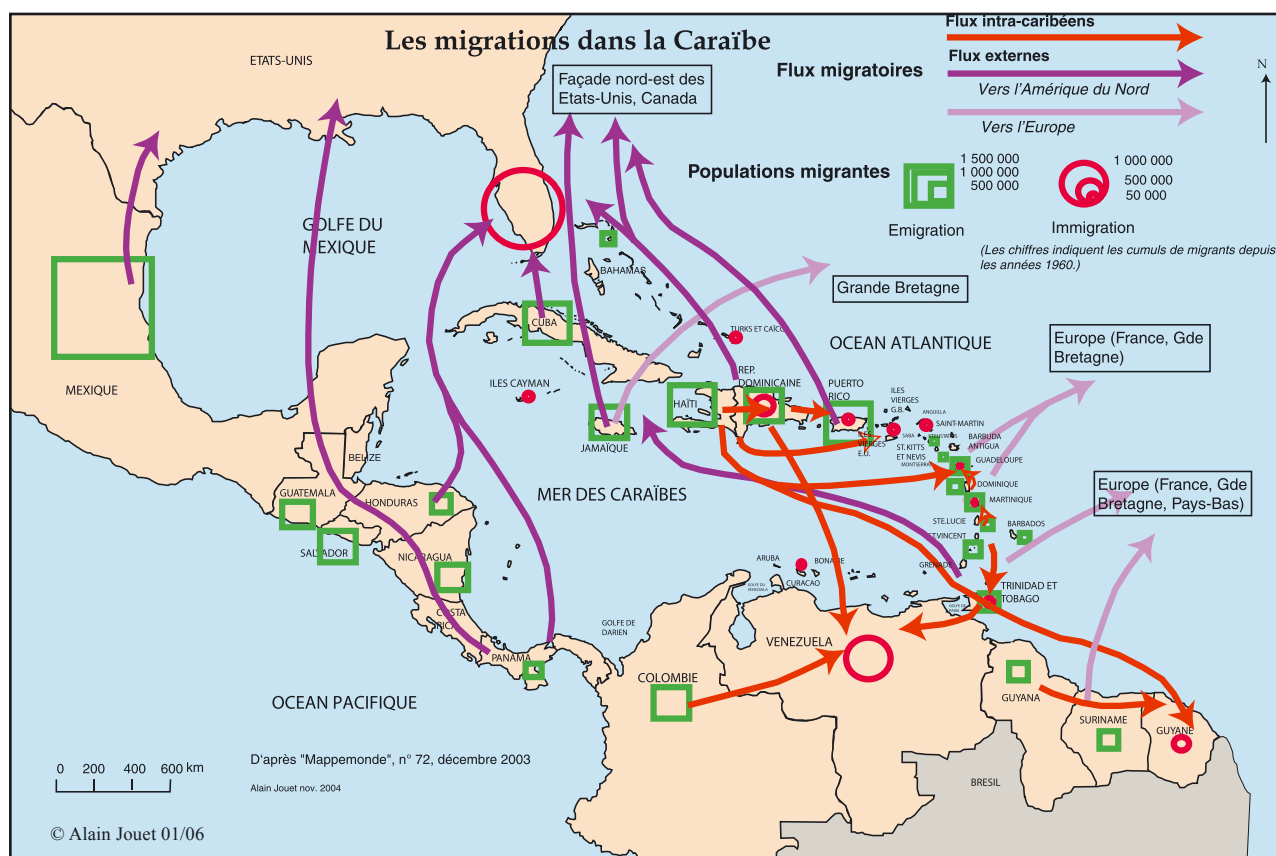 Les migrations dans la Caraïbe
Flux intra-caribéens
Flux migratoires
Flux externes
Vers l'Amérique du Nord
Vers l'Europe
N
Populations migrantes
1 500 000
1 000 000
500 000
Emigration
1 000 000
500 000
50 000
Immigration
(Les chiffres indiquent les cumuls de migrants depuis
les années 1960.)
ETATS-UNIS
Façade nord-est des
Etats-Unis, Canada
GOLFE DU
MEXIQUE
BAHAMAS
Grande Bretagne
CUBA
TURKS ET CAÏCO
OCEAN ATLANTIQUE
Europe (France, Gde
Bretagne)
MEXIQUE
ILES CAYMAN
HAÏTI
REP.
DOMINICAINE
PUERTO
RICO
ILES
VIERGES
G.B.
ANGUILLA
SAINT-MARTIN
JAMAÏQUE
ILES
VIERGES
E.U.
SABA
ST.KITTS
ET NEVIS
MONTSERRAT
BARBUDA
ANTIGUA
GUADELOUPE
BELIZE
DOMINIQUE
Europe (France, Gde
Bretagne, Pays-Bas)
GUATEMALA
HONDURAS
MER DES CARAÏBES
MARTINIQUE
SALVADOR
NICARAGUA
STE.LUCIE
BARBADOS
ST.VINCENT
ARUBA
BONAIRE
CURACAO
GRENADE
GOLFE DU
VENEZUELA
TRINIDAD ET
TOBAGO
COSTA
RICA
GOLFE DE
DARIEN
VENEZUELA
PANAMA
COLOMBIE
GUYANA
OCEAN PACIFIQUE
SURINAME
GUYANE
D'après "Mappemonde", n° 72, décembre 2003
0 200 400 600 km
Alain Jouet nov. 2004
BRESIL
© Alain Jouet 01/06